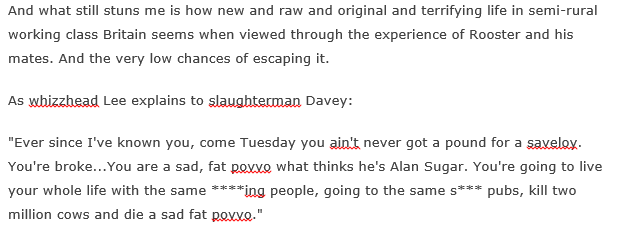 And what still stuns me is how new and raw and original and terrifying life in semi-rural
working class Britain seems when viewed through the experience of Rooster and his
mates. And the very low chances of escaping it.
As whizzhead Lee explains to slaughterman Davey:
"Ever since I've known you, come Tuesday you ain't never got a pound for a saveloy.
You're broke...You are a sad, fat povvo what thinks he's Alan Sugar. You're going to live
your whole life with the same ****ing people, going to the same s*** pubs, kill two
million cows and die a sad fat povvo."